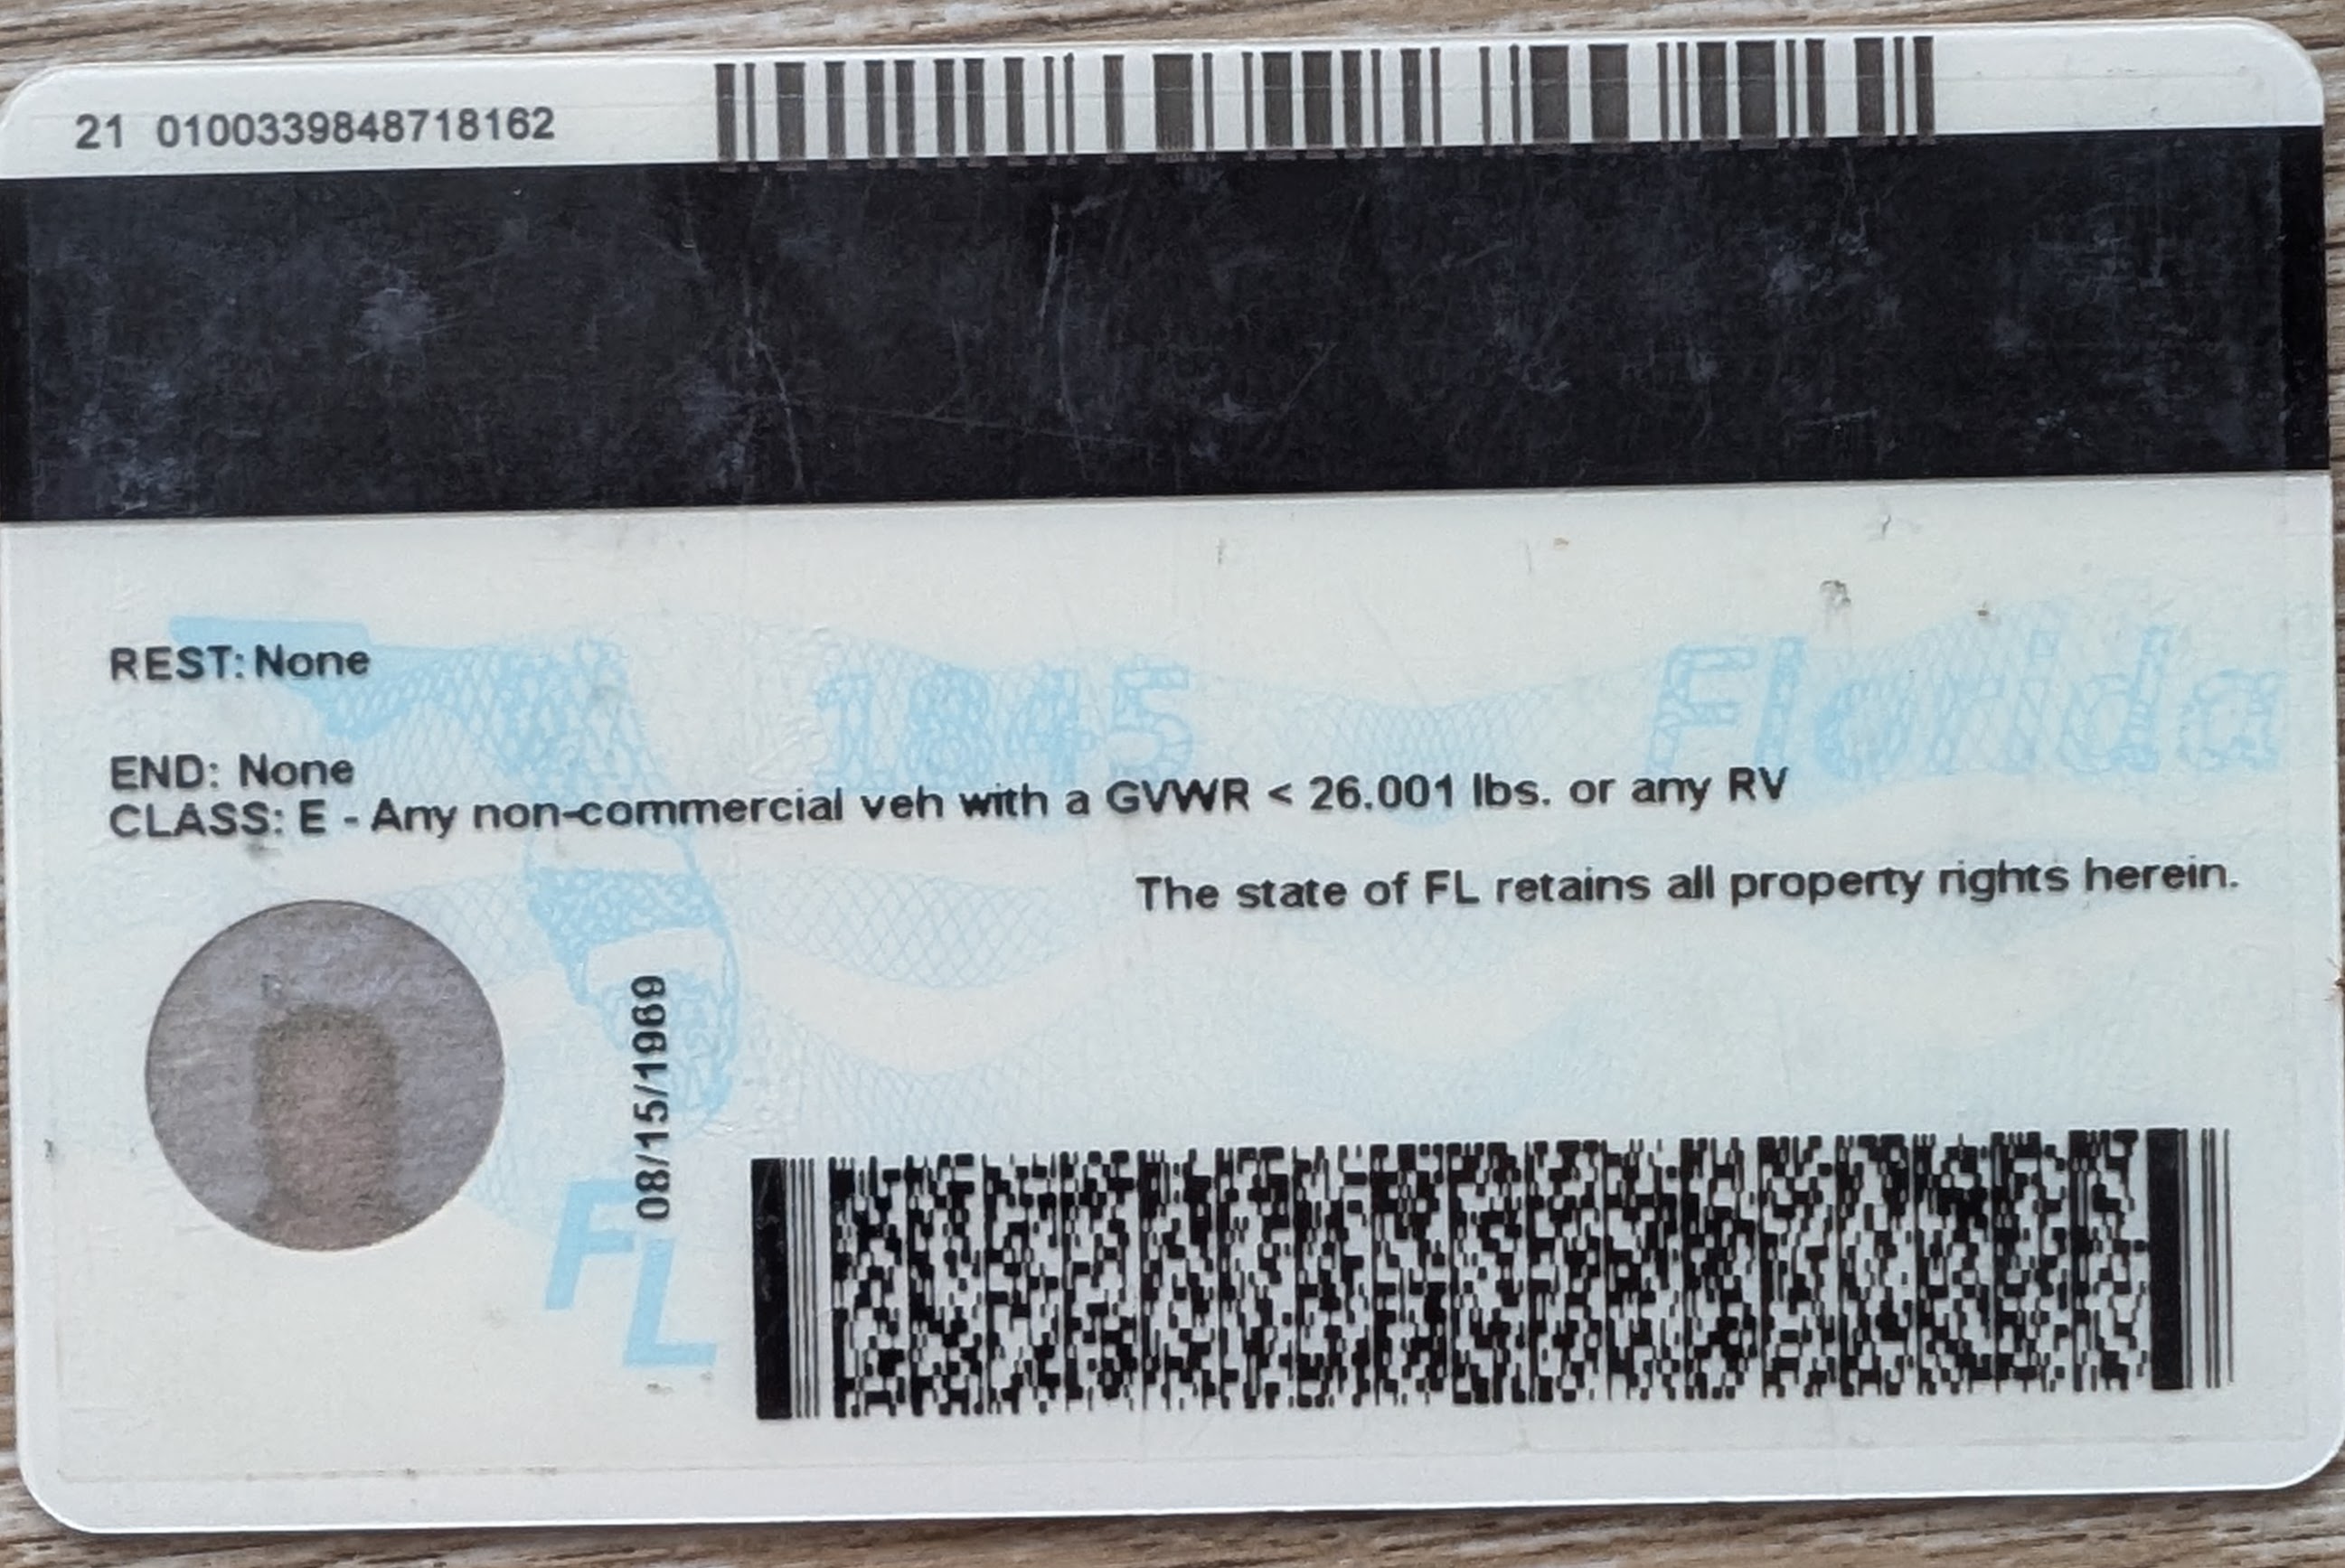 21 0100339848718162
REST: None
1845
Florida
END: None
CLASS: E - Any non-commercial veh with a GVWR < 26.001 lbs. or any RV
The state of FL retains all property rights herein.
08/15/1969
FL